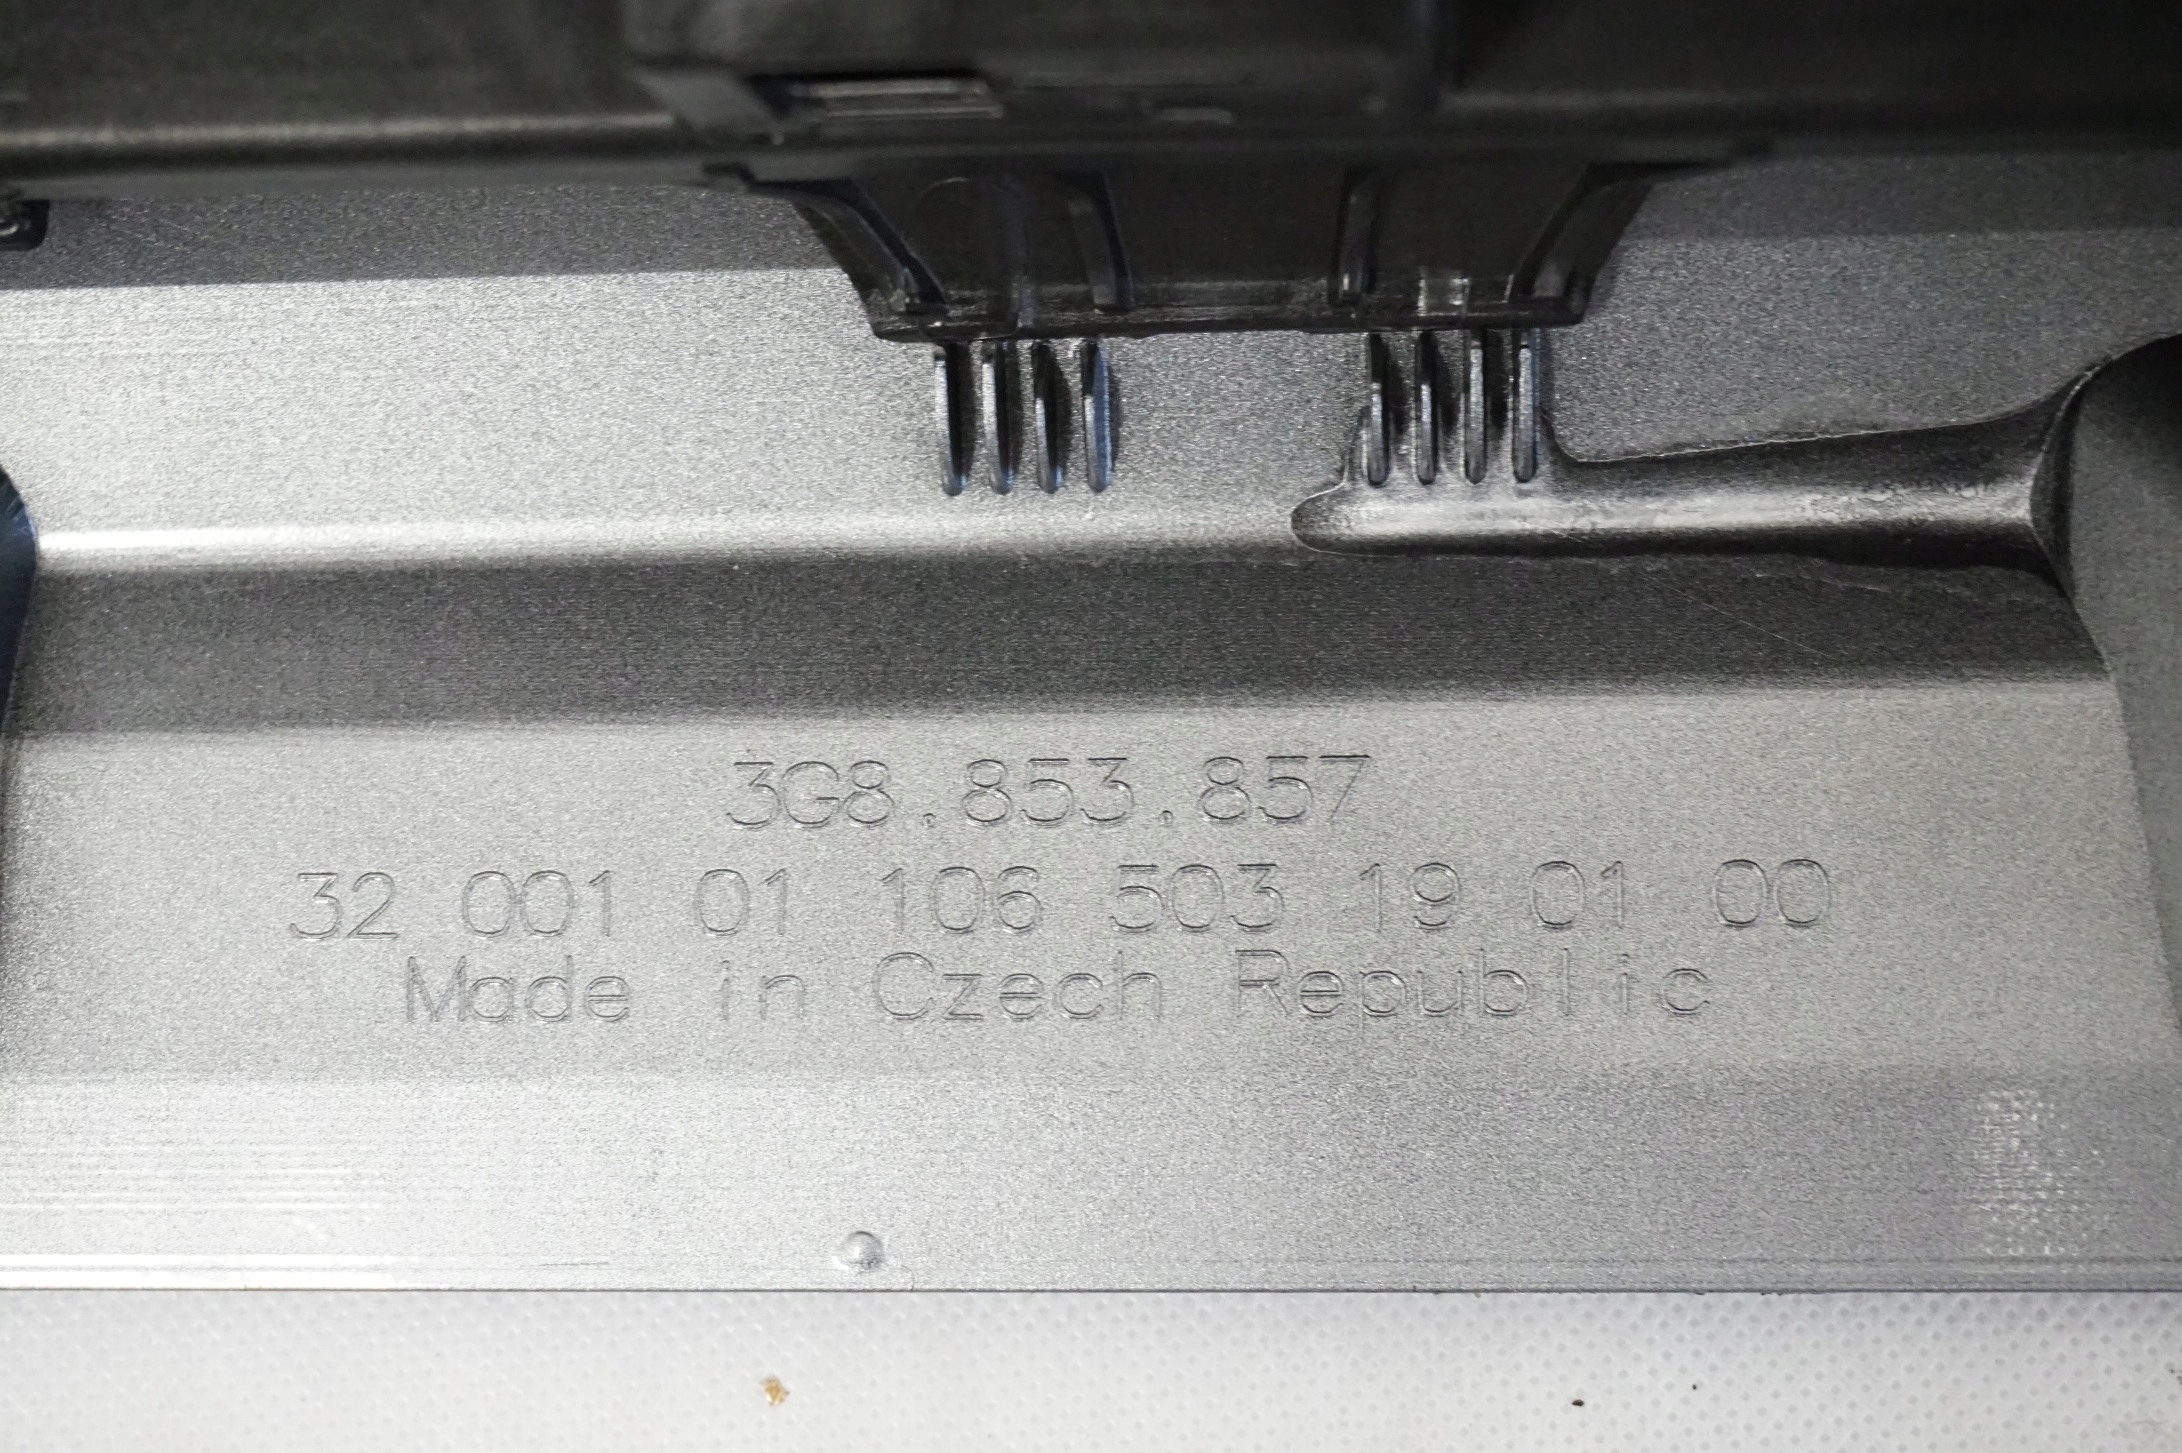 3G8.853.857
32 001 01 106 503 19 01 00
Made in Czech Republic